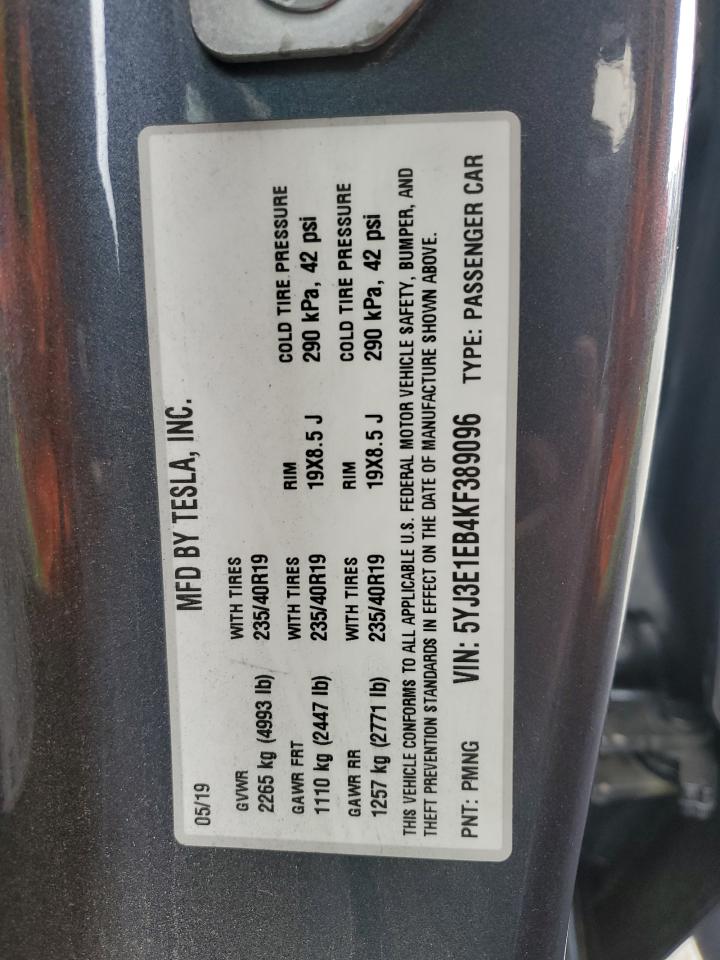 MFD BY TESLA, INC.
05/19
GVWR WITH TIRES
2265 kg (4993 lb) 235/40R19
GAWR FRT WITH TIRES RIM COLD TIRE PRESSURE
1110 kg (2447 lb) 235/40R19 19X8.5 J 290 kPa, 42 psi
GAWR RR WITH TIRES RIM COLD TIRE PRESSURE
1257 kg (2771 lb) 235/40R19 19X8.5 J 290 kPa, 42 psi
THIS VEHICLE CONFORMS TO ALL APPLICABLE U.S. FEDERAL MOTOR VEHICLE SAFETY, BUMPER, AND
THEFT PREVENTION STANDARDS IN EFFECT ON THE DATE OF MANUFACTURE SHOWN ABOVE.
PNT: PMNG VIN: 5YJ3E1EB4KF389096 TYPE: PASSENGER CAR